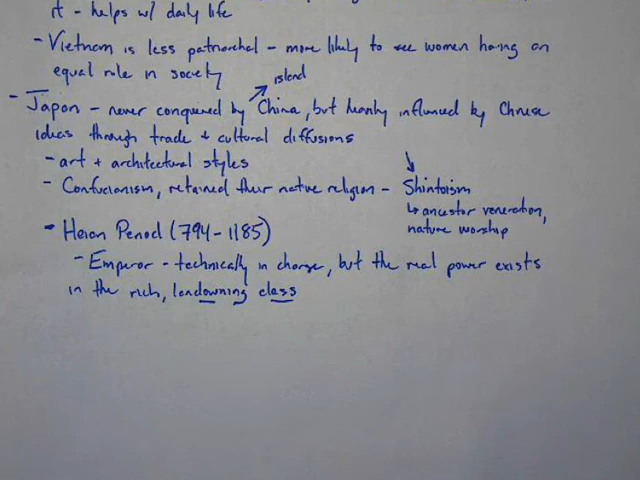 it - helps w/ daily life
- Vietnam is less patriarchal - more likely to see women having an
equal role in society
island
- Japan - never conquered by China, but heavily influenced by Chinese
ideas through trade + cultural diffusions
- art + architectural styles
- Confucianism, retained their native religion - Shintoism
↳ ancestor veneration,
nature worship
- Heian Period (794-1185)
- Emperor - technically in charge, but the real power exists
in the rich, landowning class